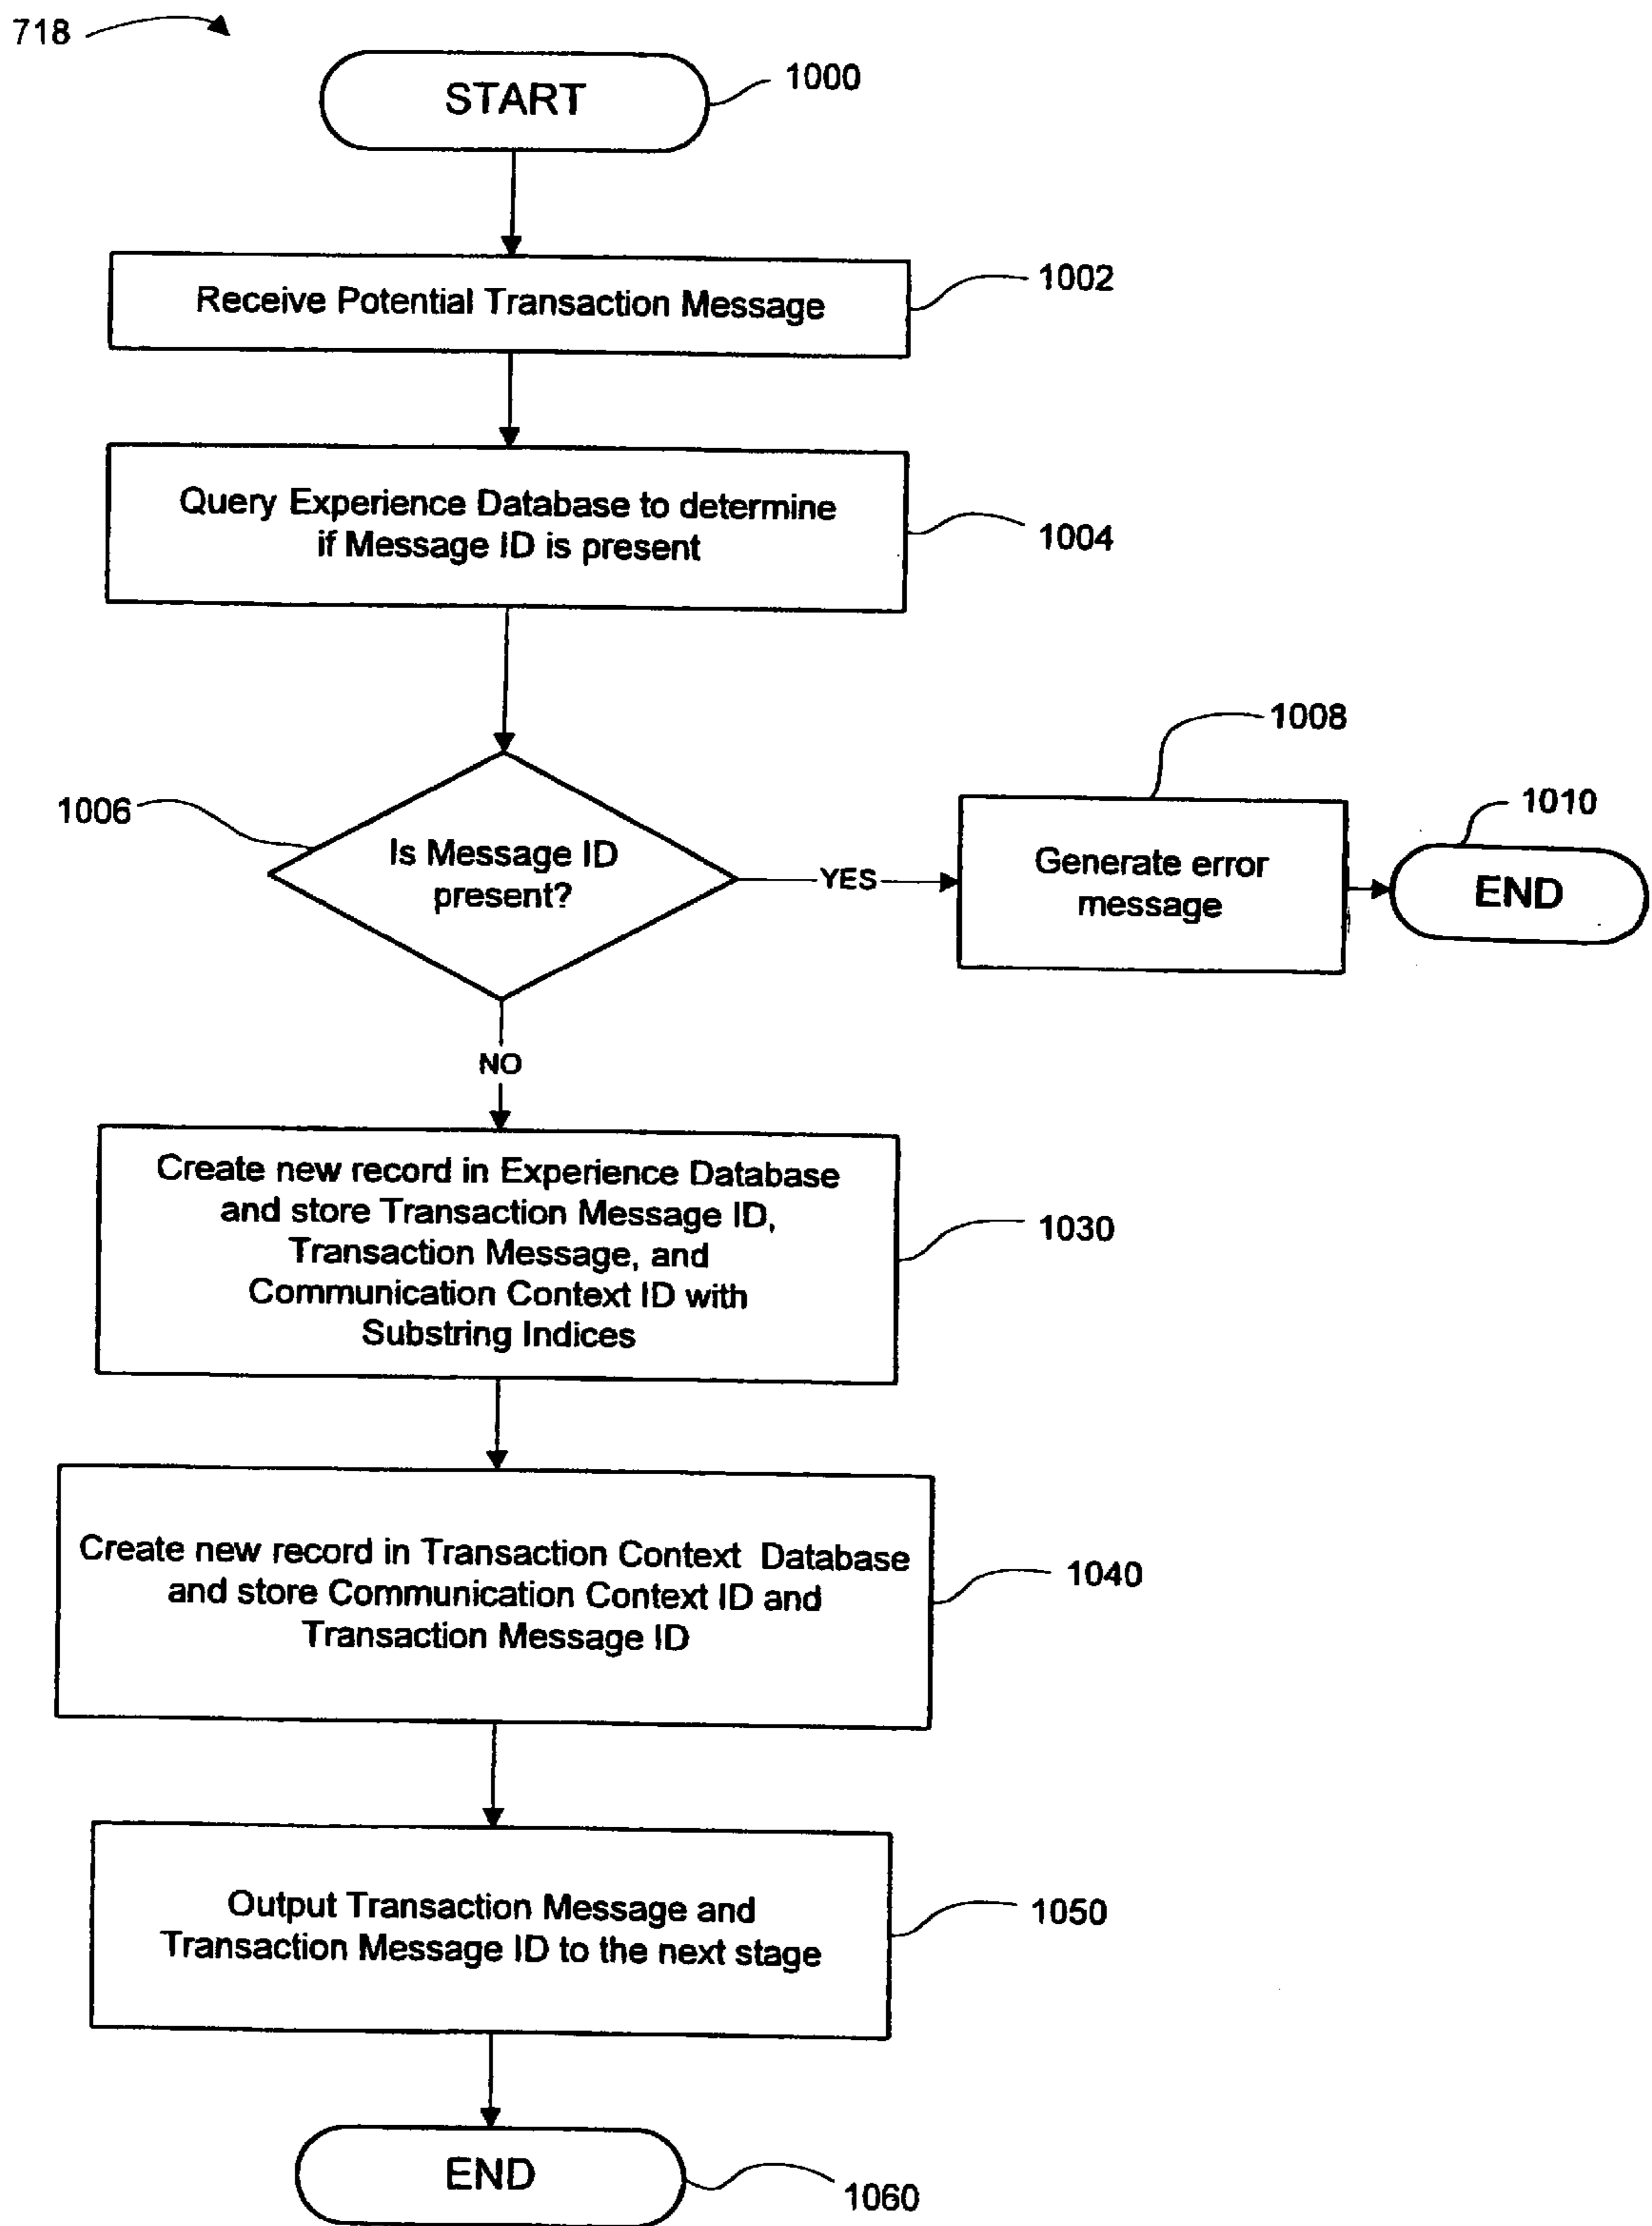 718
START
1000
Receive Potential Transaction Message
1002
Query Experience Database to determine
if Message ID is present
1004
1006
Is Message ID
present?
YES
1008
Generate error
message
1010
END
NO
Create new record in Experience Database
and store Transaction Message ID,
Transaction Message, and
Communication Context ID with
Substring Indices
1030
Create new record in Transaction Context Database
and store Communication Context ID and
Transaction Message ID
1040
Output Transaction Message and
Transaction Message ID to the next stage
1050
END
1060